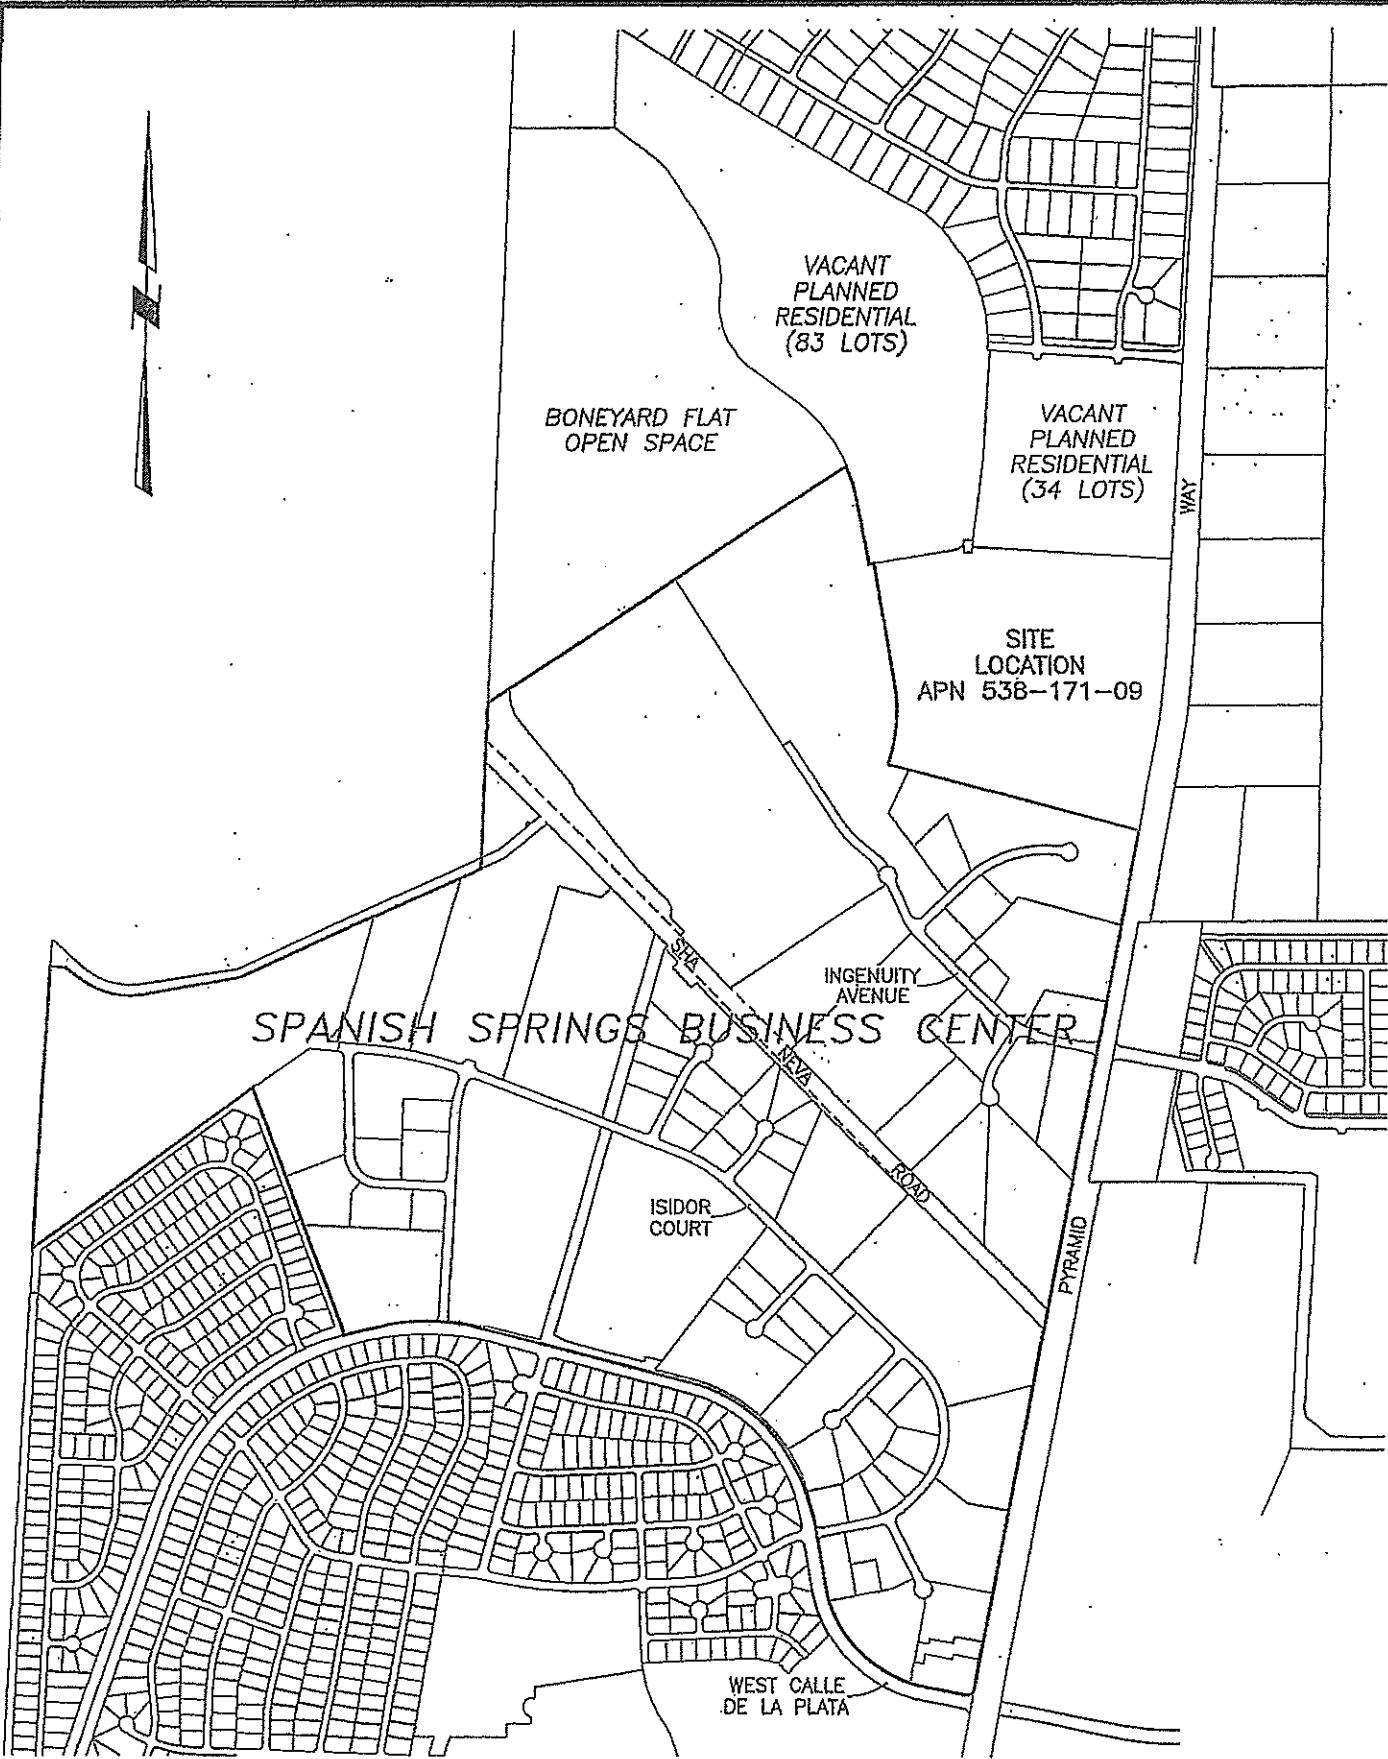 VACANT
PLANNED
RESIDENTIAL
(83 LOTS)
BONEYARD FLAT
OPEN SPACE
VACANT
PLANNED
RESIDENTIAL
(34 LOTS)
WAY
SITE
LOCATION
APN 538-171-09
SHA
INGENUITY
AVENUE
SPANISH SPRINGS BUSINESS CENTER
NEVA
ROAD
ISIDOR
COURT
PYRAMID
WEST CALLE
DE LA PLATA